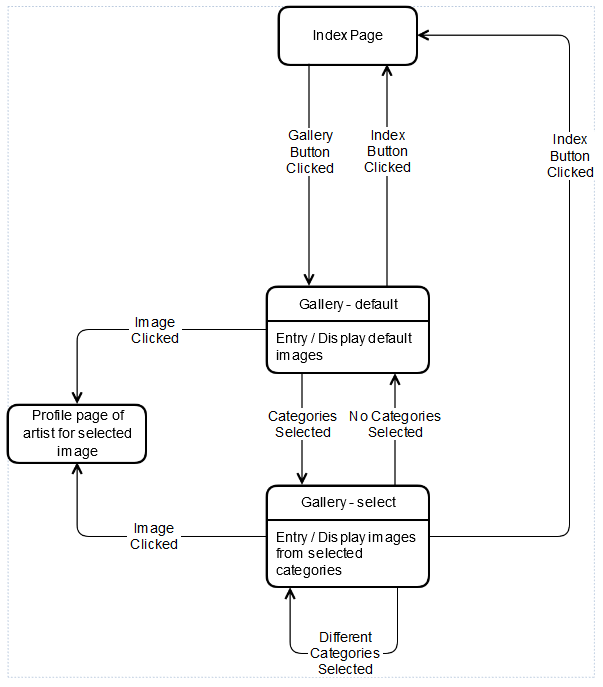 Index Page
Gallery
Button
Clicked
Index
Button
Clicked
Index
Button
Clicked
Gallery - default
Entry / Display default
images
Image
Clicked
Profile page of
artist for selected
image
Categories
Selected
No Categories
Selected
Gallery - select
Entry / Display images
from selected
categories
Image
Clicked
Different
Categories
Selected